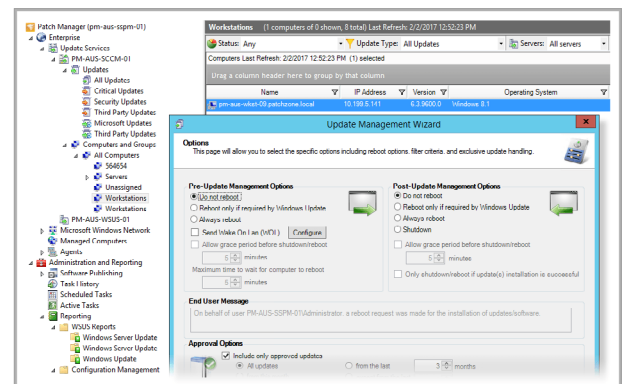 Patch Manager (pm-aus-sspm-01)
Enterprise
Update Services
PM-AUS-SCCM-01
Updates
All Updates
Critical Updates
Security Updates
Third Party Updates
Microsoft Updates
Third Party Updates
Computers and Groups
All Computers
564654
Servers
Unassigned
Workstations
Workstations
PM-AUS-WSUS-01
Microsoft Windows Network
Managed Computers
Agents
Administration and Reporting
Software Publishing
Task History
Scheduled Tasks
Active Tasks
Reporting
WSUS Reports
Windows Server Update
Windows Server Update
Windows Update
Configuration Management
Workstations (1 computers of 0 shown, 8 total) Last Refresh: 2/2/2017 12:52:23 PM
Status: Any Update Type: All Updates Servers: All servers
Computers Last Refresh: 2/2/2017 12:52:23 PM (1) selected
Drag a column header here to group by that column
Name IP Address Version Operating System
pm-aus-wkst-09.patchzone.local 10.199.5.141 6.3.9600.0 Windows 8.1
Update Management Wizard
Options
This page will allow you to select the specific options including reboot options, filter criteria, and exclusive update handling.
Pre-Update Management Options
Do not reboot
Reboot only if required by Windows Update
Always reboot
Send Wake On Lan (WOL) Configure
Allow grace period before shutdown/reboot
5 minutes
Maximum time to wait for computer to reboot
5 minutes
Post-Update Management Options
Do not reboot
Reboot only if required by Windows Update
Always reboot
Shutdown
Allow grace period before shutdown/reboot
5 minutes
Only shutdown/reboot if update(s) installation is successful
End User Message
On behalf of user PM-AUS-SSPM-01\Administrator, a reboot request was made for the installation of updates/software.
Approval Options
Include only approved updates
All updates from the last 3 months